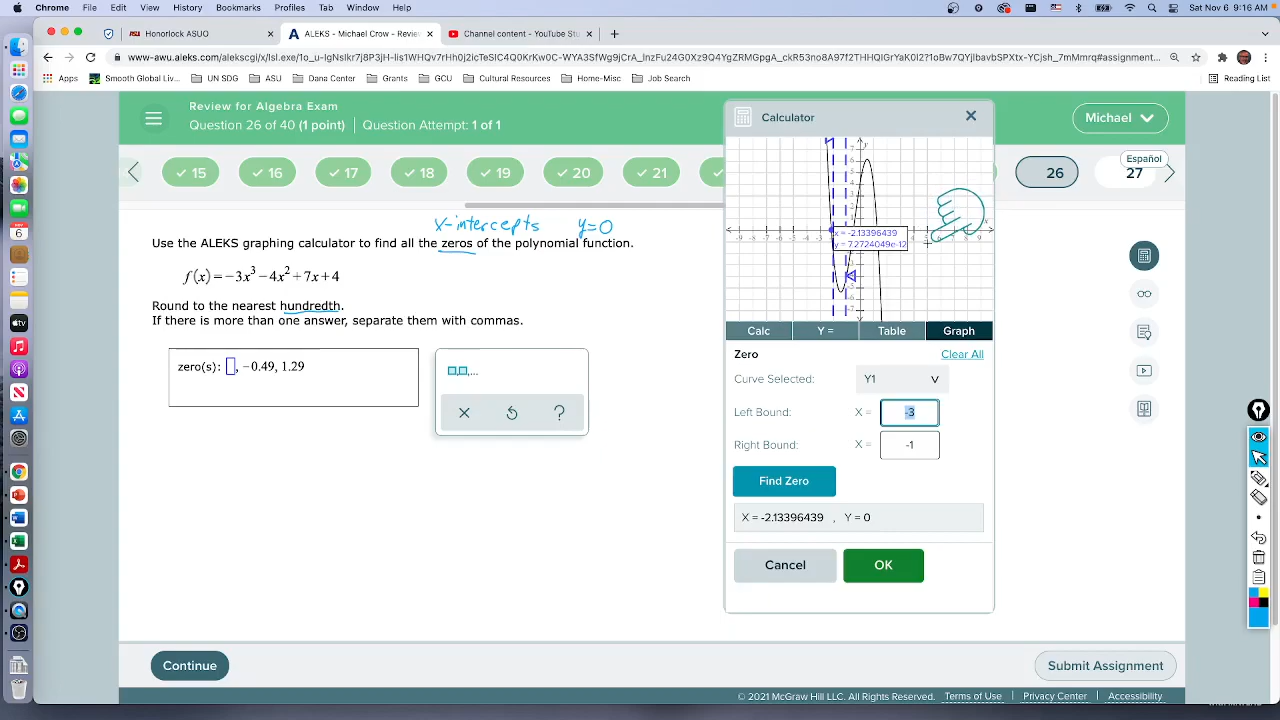 Chrome File Edit View History Bookmarks Profiles Tab Window Help Sat Nov 6 9:16 AM
Honorlock ASUO
ALEKS - Michael Crow - Revie
Channel content - YouTube Stu
Apps Smooth Global Liv... UN SDG ASU Dana Center Grants GCU Cultural Resources Home-Misc Job Search Reading List
Review for Algebra Exam
Question 26 of 40 (1 point) | Question Attempt: 1 of 1
Calculator
Michael
15 16 17 18 19 20 21 26 27
Español
x-intercepts y=0
Use the ALEKS graphing calculator to find all the zeros of the polynomial function.
f(x) = −3x³ − 4x² + 7x + 4
Round to the nearest hundredth.
If there is more than one answer, separate them with commas.
zero(s): , −0.49, 1.29
x = -2.13396439
y = 7.2724049e-12
Calc Y = Table Graph
Zero Clear All
Curve Selected: Y1
Left Bound: X = -3
Right Bound: X = -1
Find Zero
X = -2.13396439 , Y = 0
Cancel OK
Continue
Submit Assignment
© 2021 McGraw Hill LLC. All Rights Reserved. Terms of Use | Privacy Center | Accessibility